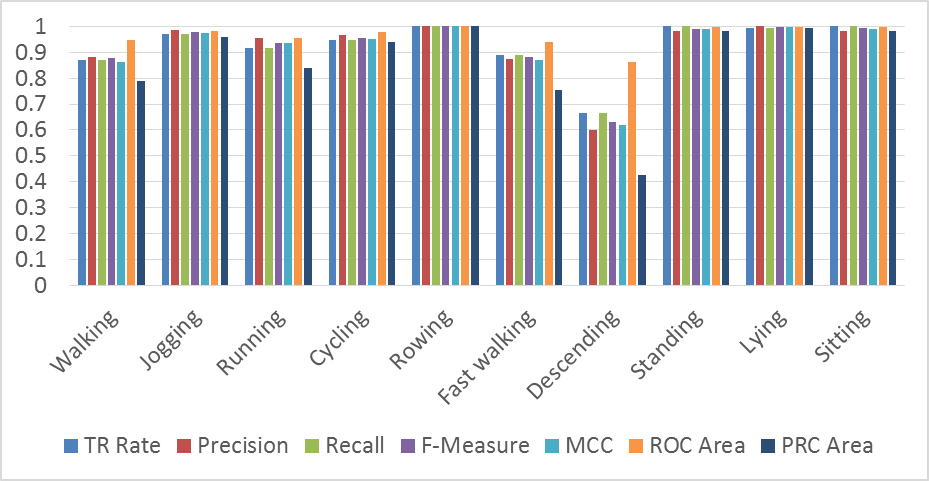 1
0.9
0.8
0.7
0.6
0.5
0.4
0.3
0.2
0.1
0
Walking
Jogging
Running
Cycling
Rowing
Fast walking
Descending
Standing
Lying
Sitting
TR Rate Precision Recall F-Measure MCC ROC Area PRC Area